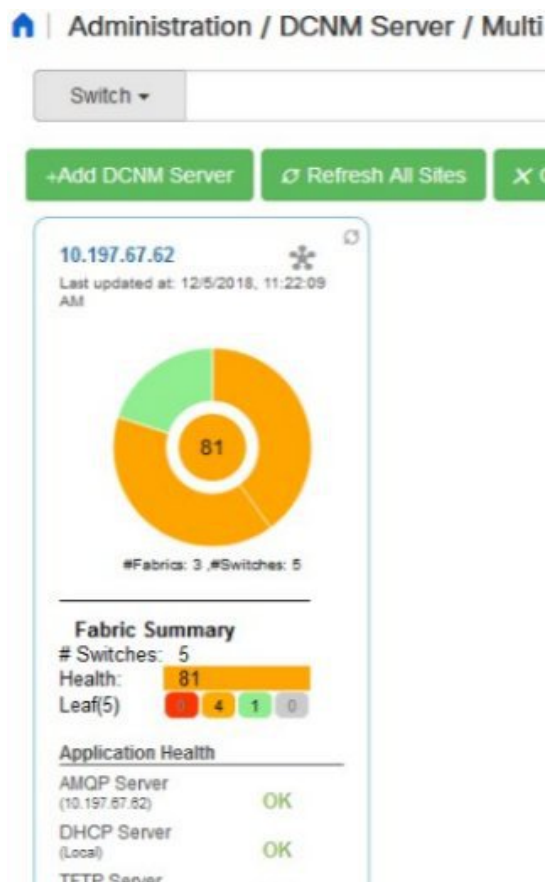 Administration / DCNM Server / Multi
Switch
+Add DCNM Server
Refresh All Sites
10.197.67.62
Last updated at: 12/5/2018, 11:22:09
AM
81
#Fabrics: 3 ,#Switches: 5
Fabric Summary
# Switches: 5
Health: 81
Leaf(5) 0 4 1 0
Application Health
AMQP Server
(10.197.67.62) OK
DHCP Server
(Local) OK
TFTP Server